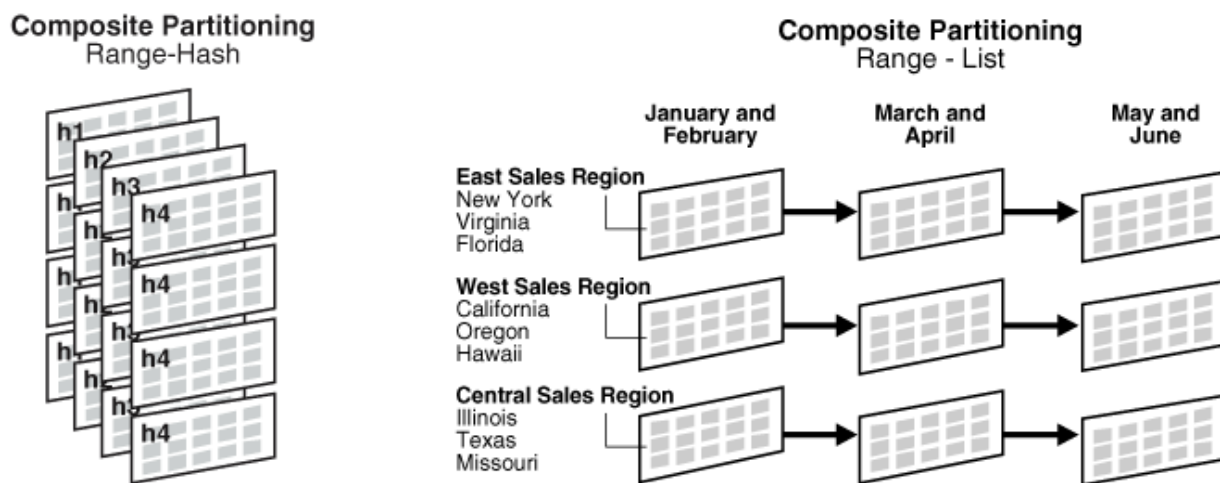 Composite Partitioning
Range-Hash
h1
h2
h3
h4
h4
h4
h4
Composite Partitioning
Range - List
January and
February
March and
April
May and
June
East Sales Region
New York
Virginia
Florida
West Sales Region
California
Oregon
Hawaii
Central Sales Region
Illinois
Texas
Missouri